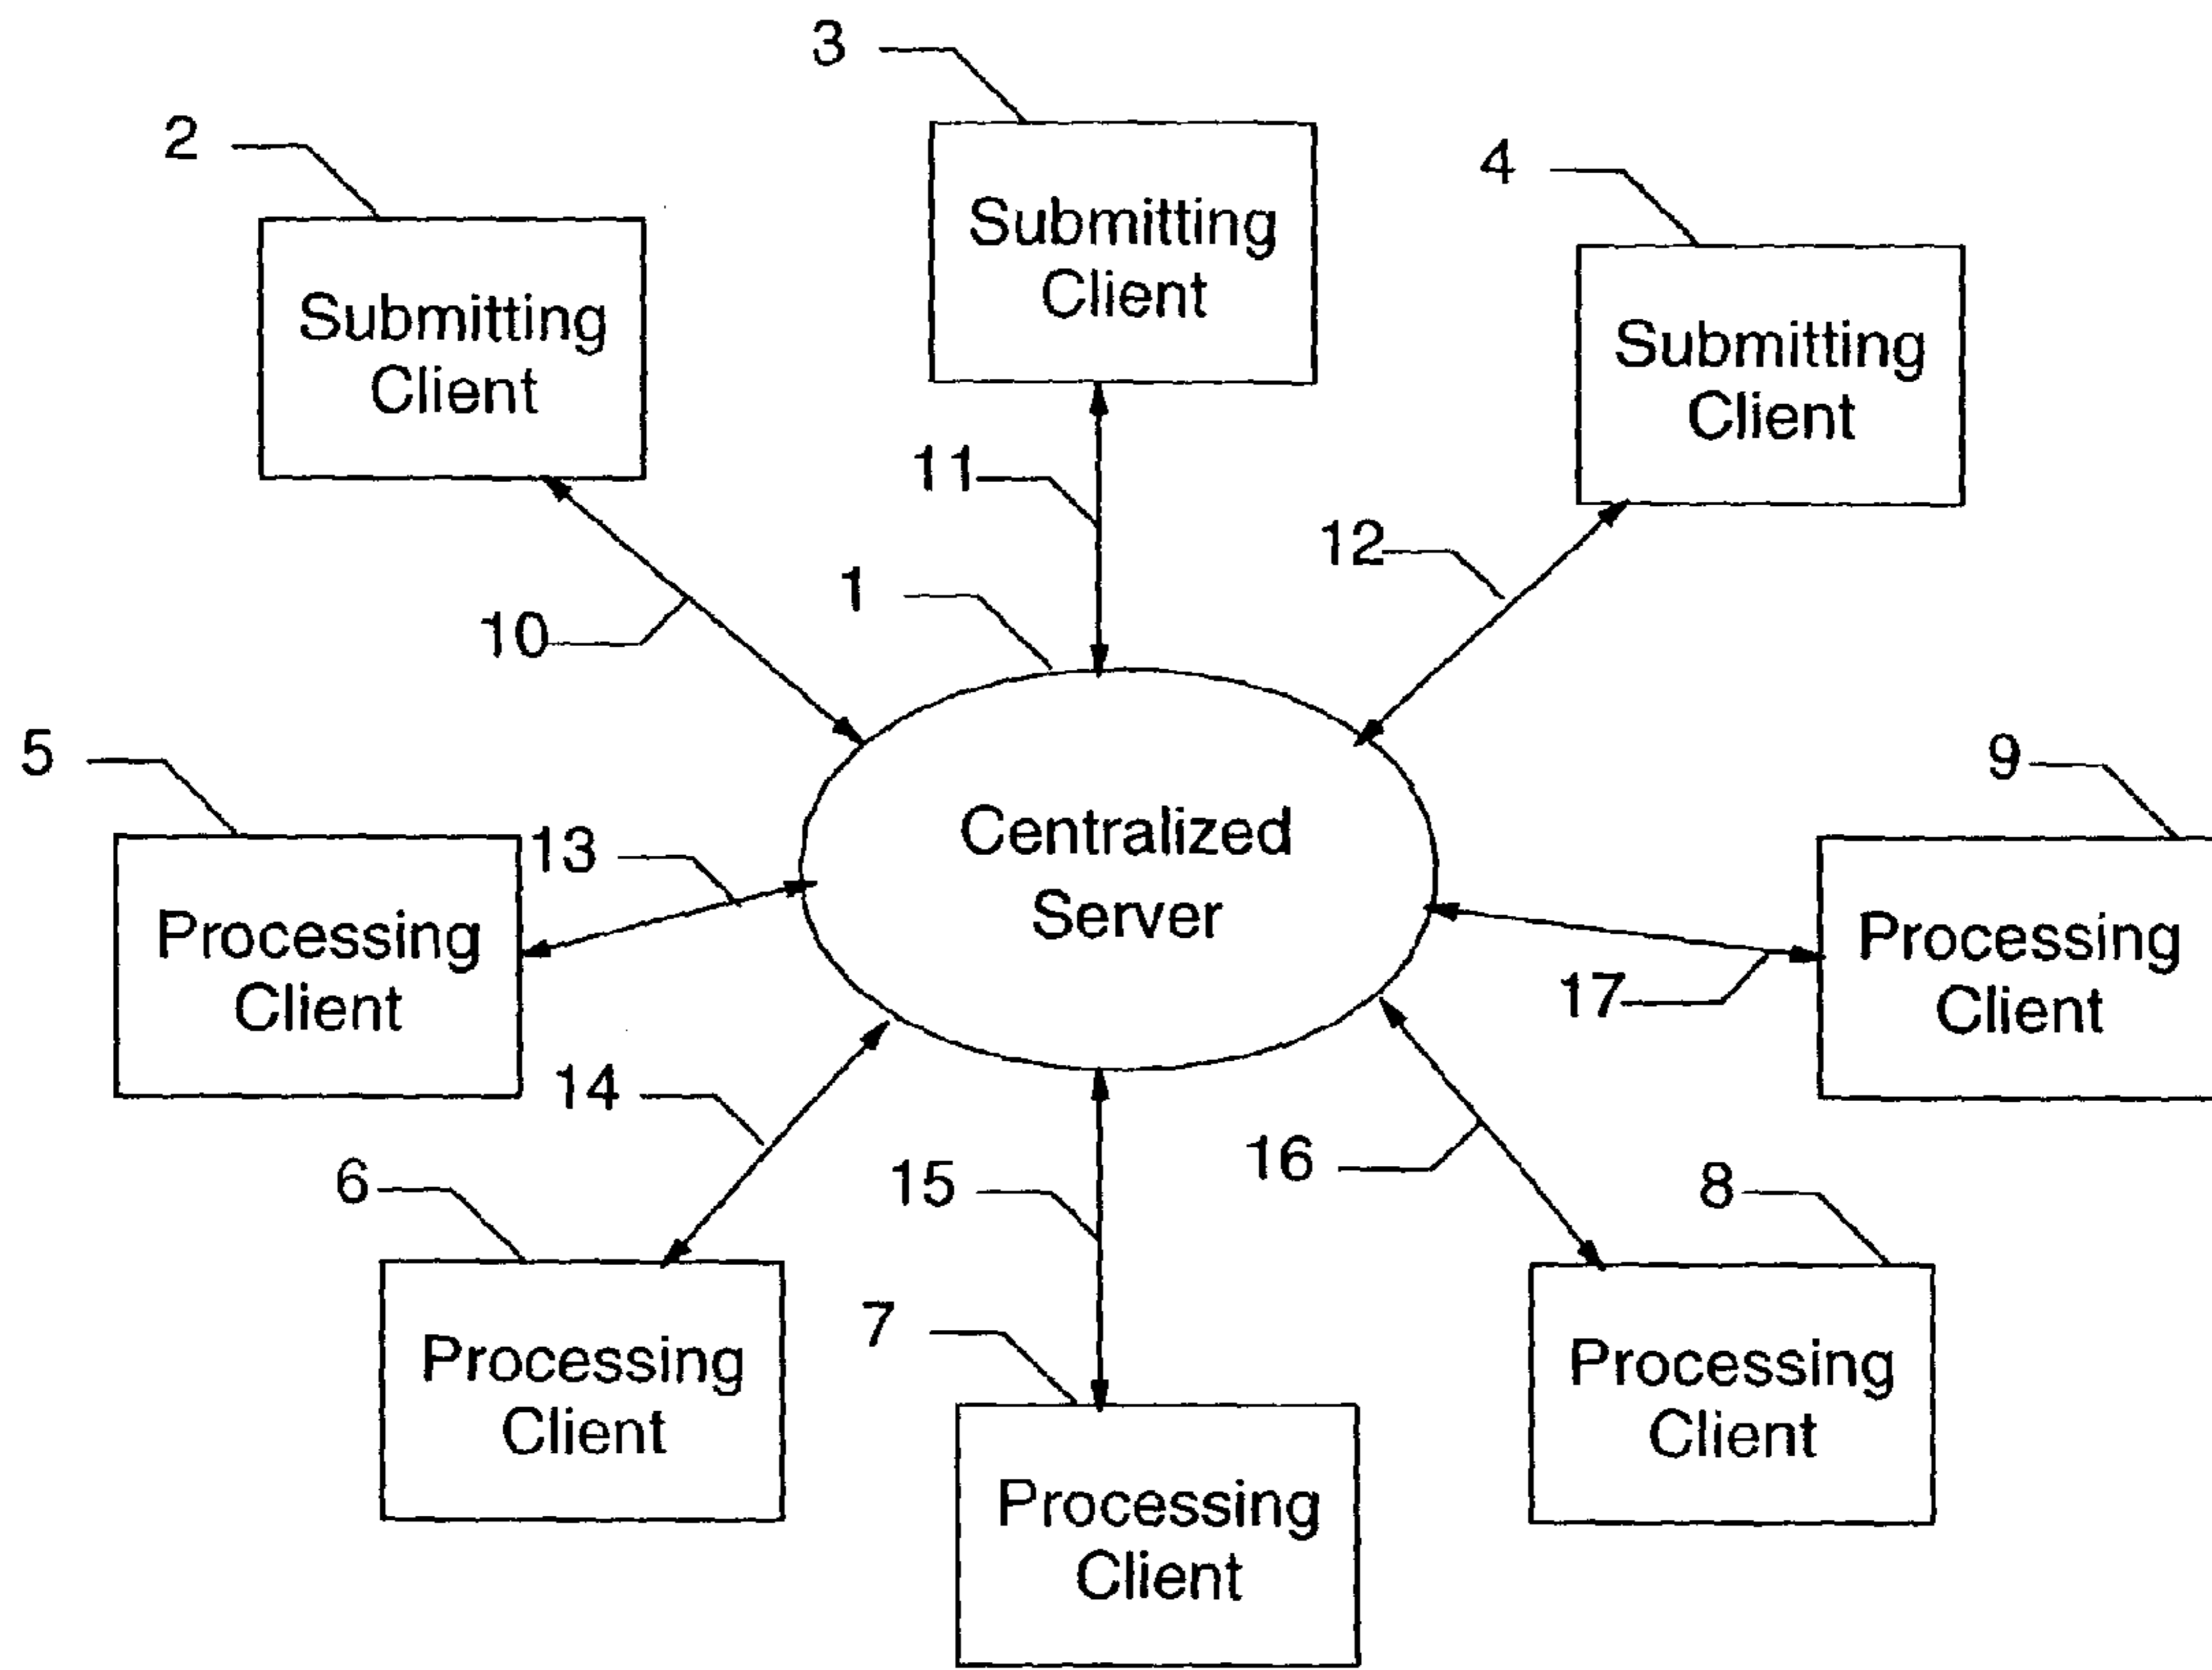 3
2
4
Submitting
Client
Submitting
Client
Submitting
Client
11
12
1
10
5
9
Centralized
Server
13
Processing
Client
Processing
Client
17
14
6
15
16
8
7
Processing
Client
Processing
Client
Processing
Client